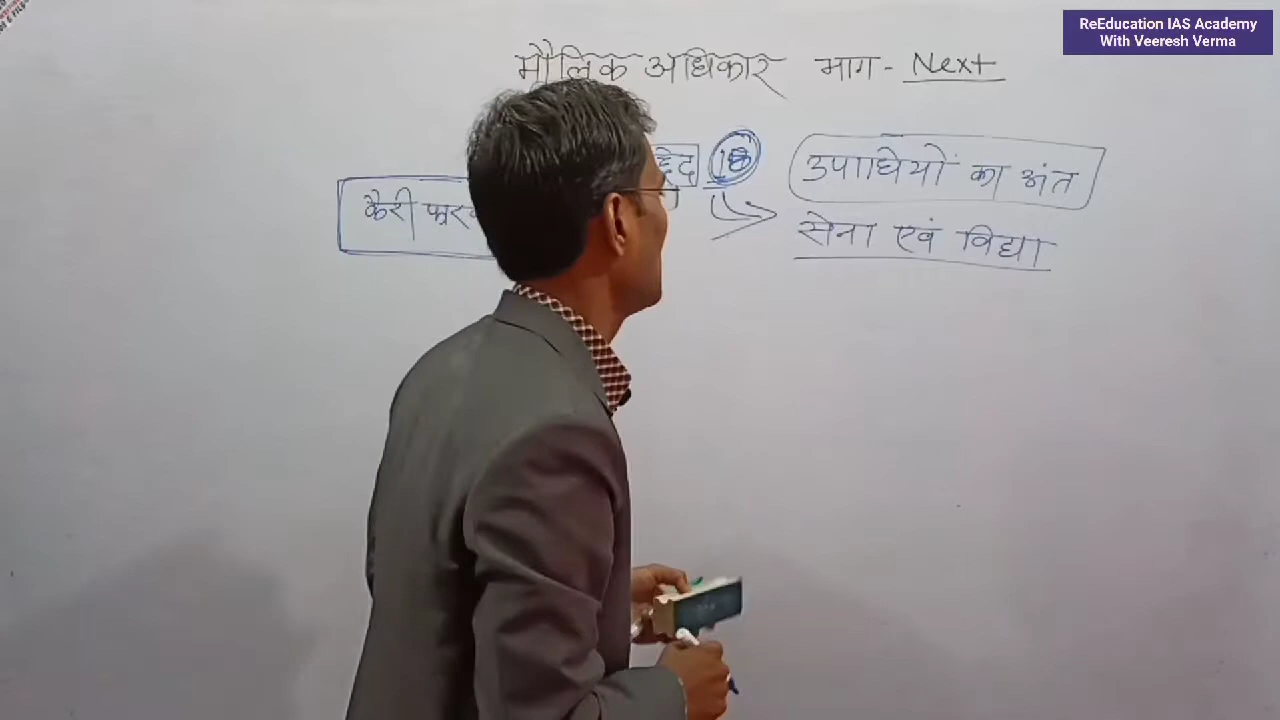 ReEducation IAS Academy
With Veeresh Verma
मौलिक अधिकार भाग - Next
18 उपाधियों का अंत
कैरी फार
सेना एवं विद्या